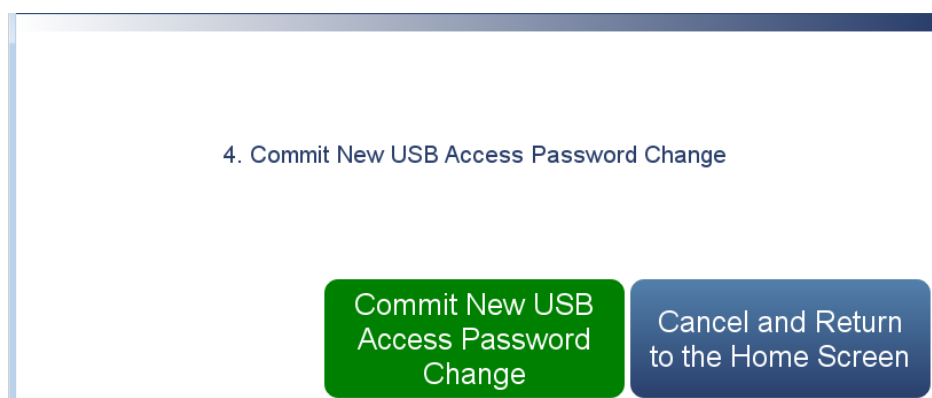 4. Commit New USB Access Password Change
Commit New USB
Access Password
Change
Cancel and Return
to the Home Screen